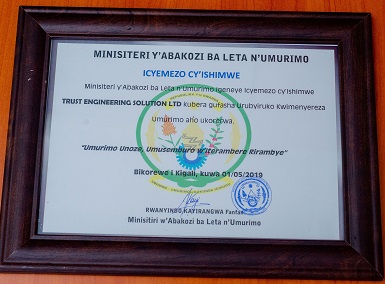 MINISITERI Y'ABAKOZI BA LETA N'UMURIMO
ICYEMEZO CY'ISHIMWE
Minisiteri y'Abakozi ba Leta n'Umurimo igeneye Icyemezo cy'Ishimwe
TRUST ENGINEERING SOLUTION LTD kubera gufasha Urubyiruko Kwimenyereza
Umurimo aho ukorerwa.
"Umurimo Unoze, Umusemburo w'Iterambere Rirambye"
Bikorewe i Kigali, kuwa 01/05/2019
RWANYINDO KAYIRANGWA Fanfan
Minisitiri w'Abakozi ba Leta n'Umurimo